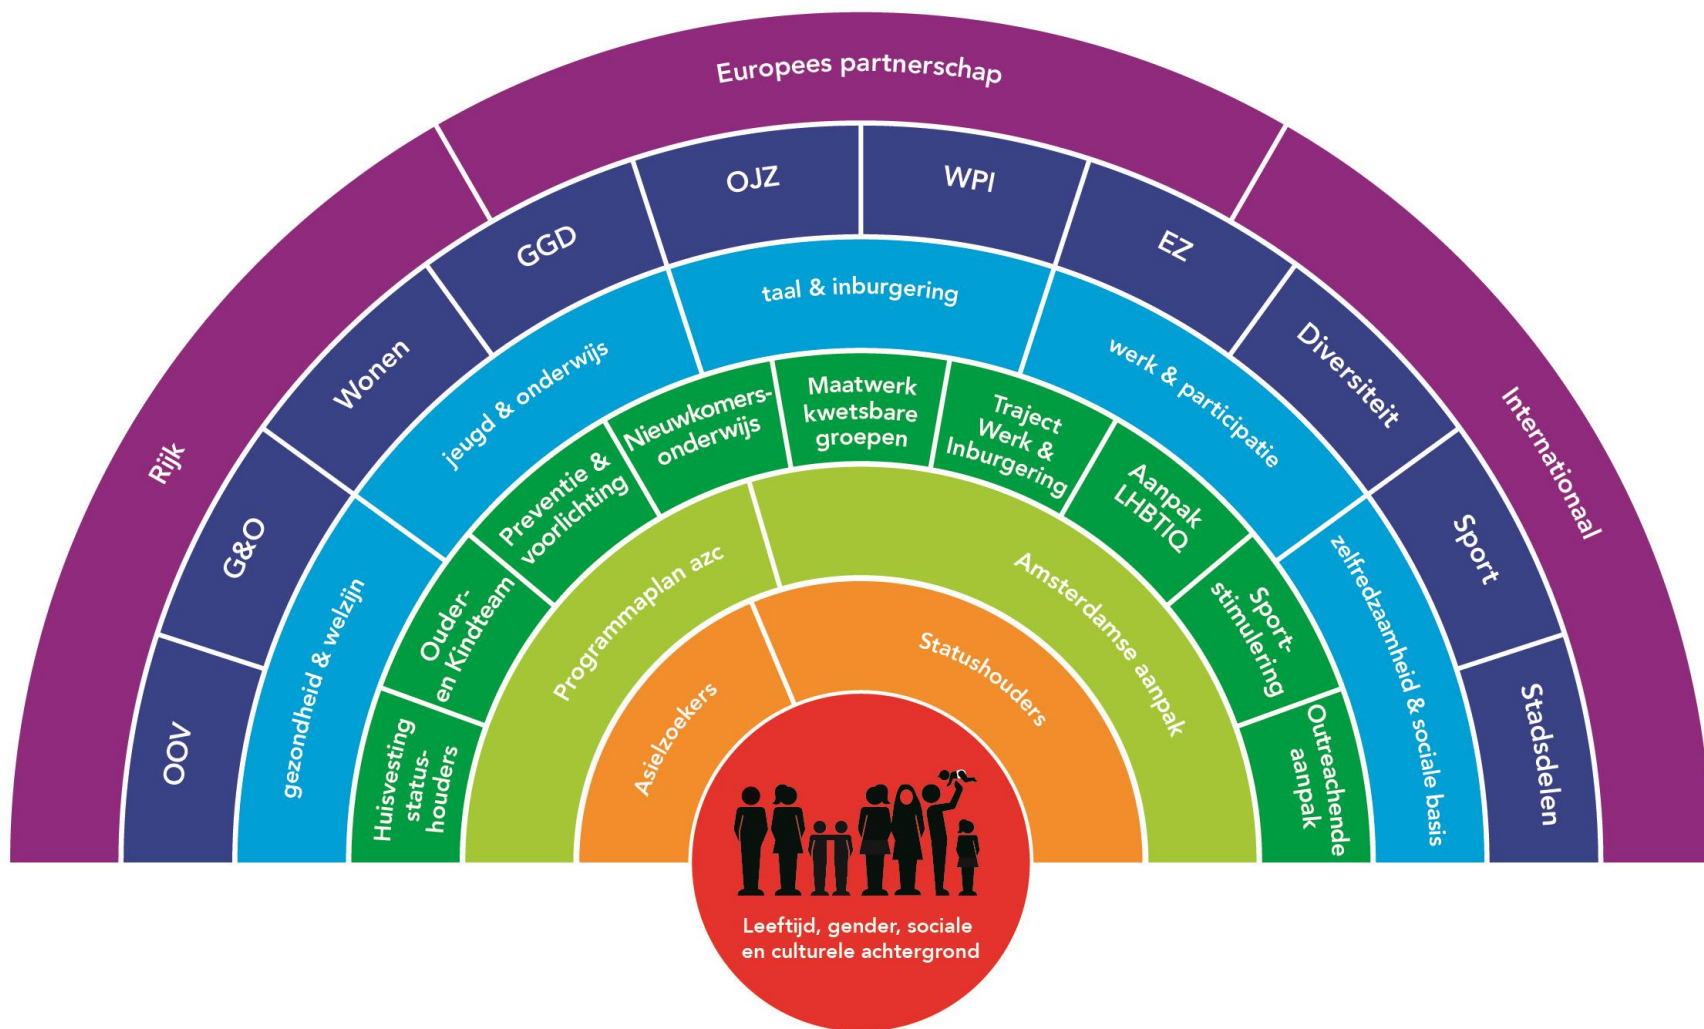 Europees partnerschap
Rijk
Internationaal
OOV
G&O
Wonen
GGD
OJZ
WPI
EZ
Diversiteit
Sport
Stadsdelen
gezondheid & welzijn
jeugd & onderwijs
taal & inburgering
werk & participatie
zelfredzaamheid & sociale basis
Huisvesting
status-
houders
Ouder-
en Kindteam
Preventie &
voorlichting
Nieuwkomers-
onderwijs
Maatwerk
kwetsbare
groepen
Traject
Werk &
Inburgering
Aanpak
LHBTIQ
Sport-
stimulering
Outreachende
aanpak
Programmaplan azc
Amsterdamse aanpak
Asielzoekers
Statushouders
Leeftijd, gender, sociale
en culturele achtergrond